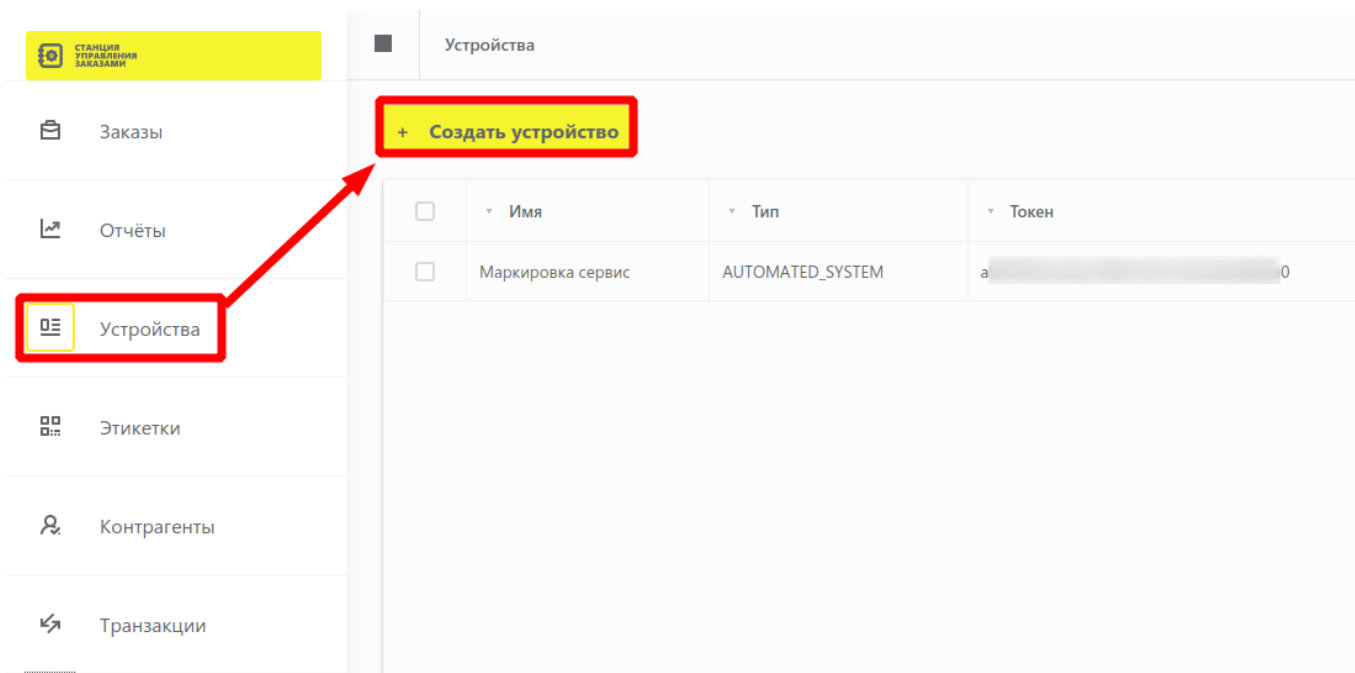 СТАНЦИЯ
УПРАВЛЕНИЯ
ЗАКАЗАМИ
Устройства
Заказы
+ Создать устройство
Отчёты
Имя Тип Токен
Маркировка сервис AUTOMATED_SYSTEM
Устройства
Этикетки
Контрагенты
Транзакции